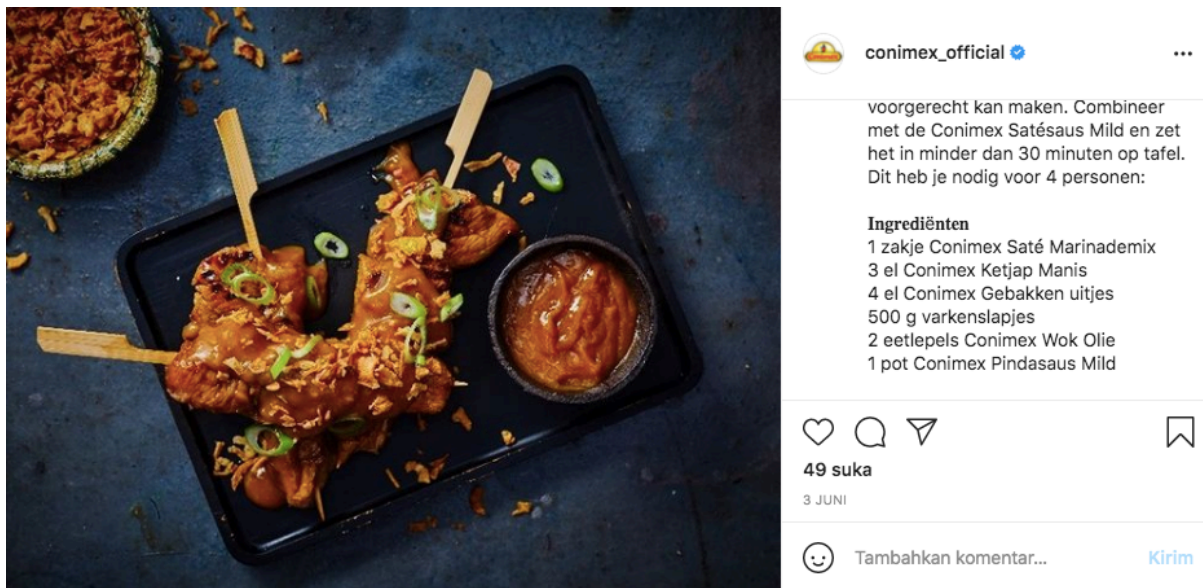 conimex_official
voorgerecht kan maken. Combineer
met de Conimex Satésaus Mild en zet
het in minder dan 30 minuten op tafel.
Dit heb je nodig voor 4 personen:
Ingrediënten
1 zakje Conimex Saté Marinademix
3 el Conimex Ketjap Manis
4 el Conimex Gebakken uitjes
500 g varkenslapjes
2 eetlepels Conimex Wok Olie
1 pot Conimex Pindasaus Mild
49 suka
3 JUNI
Tambahkan komentar... Kirim